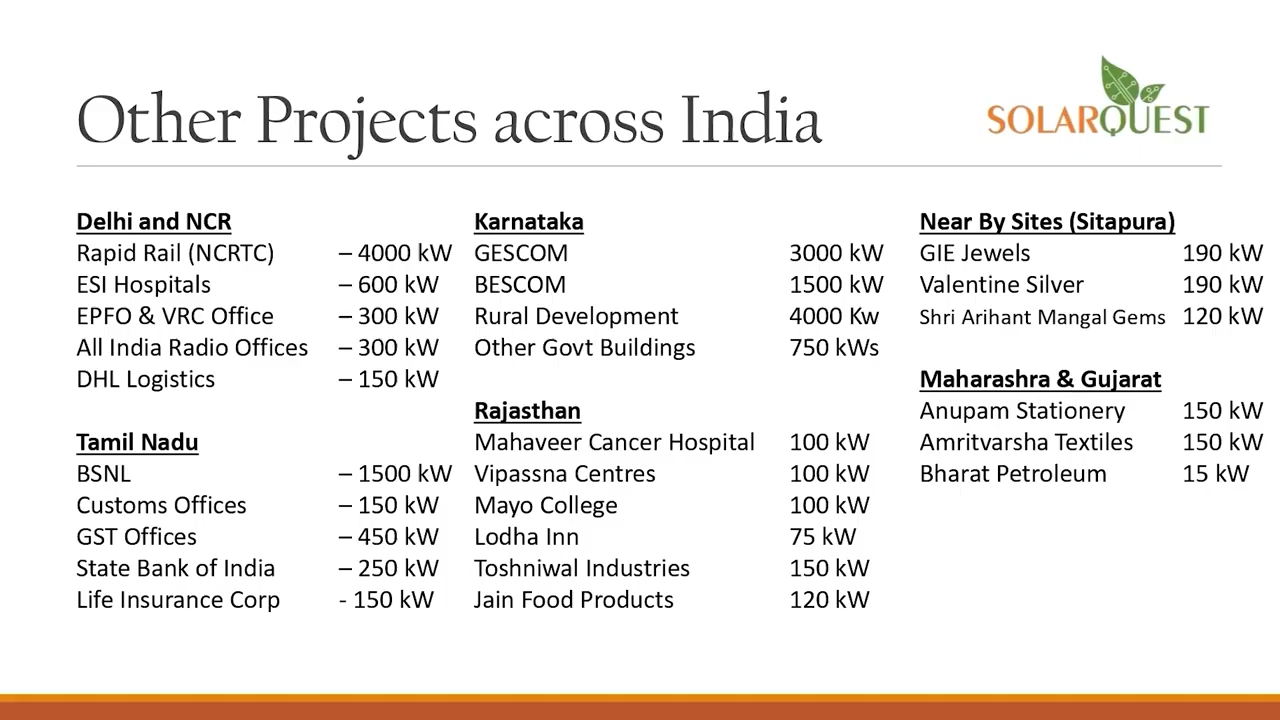 Other Projects across India
SOLARQUEST
Delhi and NCR
Rapid Rail (NCRTC) – 4000 kW
ESI Hospitals – 600 kW
EPFO & VRC Office – 300 kW
All India Radio Offices – 300 kW
DHL Logistics – 150 kW
Tamil Nadu
BSNL – 1500 kW
Customs Offices – 150 kW
GST Offices – 450 kW
State Bank of India – 250 kW
Life Insurance Corp - 150 kW
Karnataka
GESCOM 3000 kW
BESCOM 1500 kW
Rural Development 4000 Kw
Other Govt Buildings 750 kWs
Rajasthan
Mahaveer Cancer Hospital 100 kW
Vipassna Centres 100 kW
Mayo College 100 kW
Lodha Inn 75 kW
Toshniwal Industries 150 kW
Jain Food Products 120 kW
Near By Sites (Sitapura)
GIE Jewels 190 kW
Valentine Silver 190 kW
Shri Arihant Mangal Gems 120 kW
Maharashra & Gujarat
Anupam Stationery 150 kW
Amritvarsha Textiles 150 kW
Bharat Petroleum 15 kW